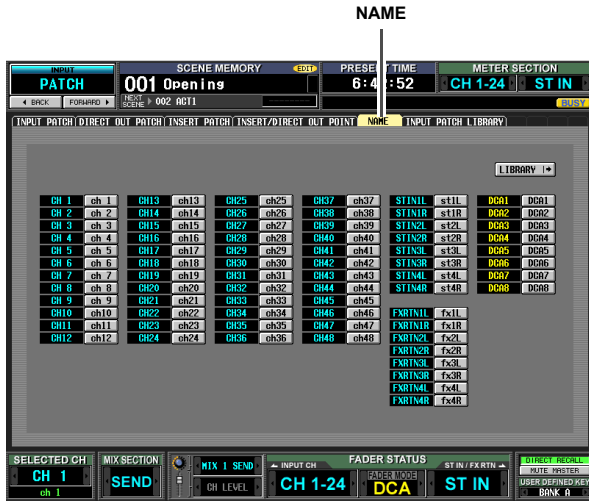 NAME
INPUT SCENE MEMORY EDIT PRESENT TIME METER SECTION
PATCH 001 Opening CH 1-24 ST IN
BACK FORWARD NEXT SCENE 002 ACT1
BUSY
INPUT PATCH DIRECT OUT PATCH INSERT PATCH INSERT/DIRECT OUT POINT NAME INPUT PATCH LIBRARY
LIBRARY
CH 1 ch 1 CH13 ch13 CH25 ch25 CH37 ch37 STIN1L st1L DCA1 DCA1
CH 2 ch 2 CH14 ch14 CH26 ch26 CH38 ch38 STIN1R st1R DCA2 DCA2
CH 3 ch 3 CH15 ch15 CH27 ch27 CH39 ch39 STIN2L st2L DCA3 DCA3
CH 4 ch 4 CH16 ch16 CH28 ch28 CH40 ch40 STIN2R st2R DCA4 DCA4
CH 5 ch 5 CH17 ch17 CH29 ch29 CH41 ch41 STIN3L st3L DCA5 DCA5
CH 6 ch 6 CH18 ch18 CH30 ch30 CH42 ch42 STIN3R st3R DCA6 DCA6
CH 7 ch 7 CH19 ch19 CH31 ch31 CH43 ch43 STIN4L st4L DCA7 DCA7
CH 8 ch 8 CH20 ch20 CH32 ch32 CH44 ch44 STIN4R st4R DCA8 DCA8
CH 9 ch 9 CH21 ch21 CH33 ch33 CH45 ch45
CH10 ch10 CH22 ch22 CH34 ch34 CH46 ch46 FXRTN1L fx1L
CH11 ch11 CH23 ch23 CH35 ch35 CH47 ch47 FXRTN1R fx1R
CH12 ch12 CH24 ch24 CH36 ch36 CH48 ch48 FXRTN2L fx2L
FXRTN2R fx2R
FXRTN3L fx3L
FXRTN3R fx3R
FXRTN4L fx4L
FXRTN4R fx4R
SELECTED CH MIX SECTION MIX 1 SEND INPUT CH FADER STATUS ST IN / FX RTN DIRECT RECALL
CH 1 SEND CH LEVEL CH 1-24 FADER MODE DCA ST IN MUTE MASTER
ch 1 USER DEFINED KEY
BANK A